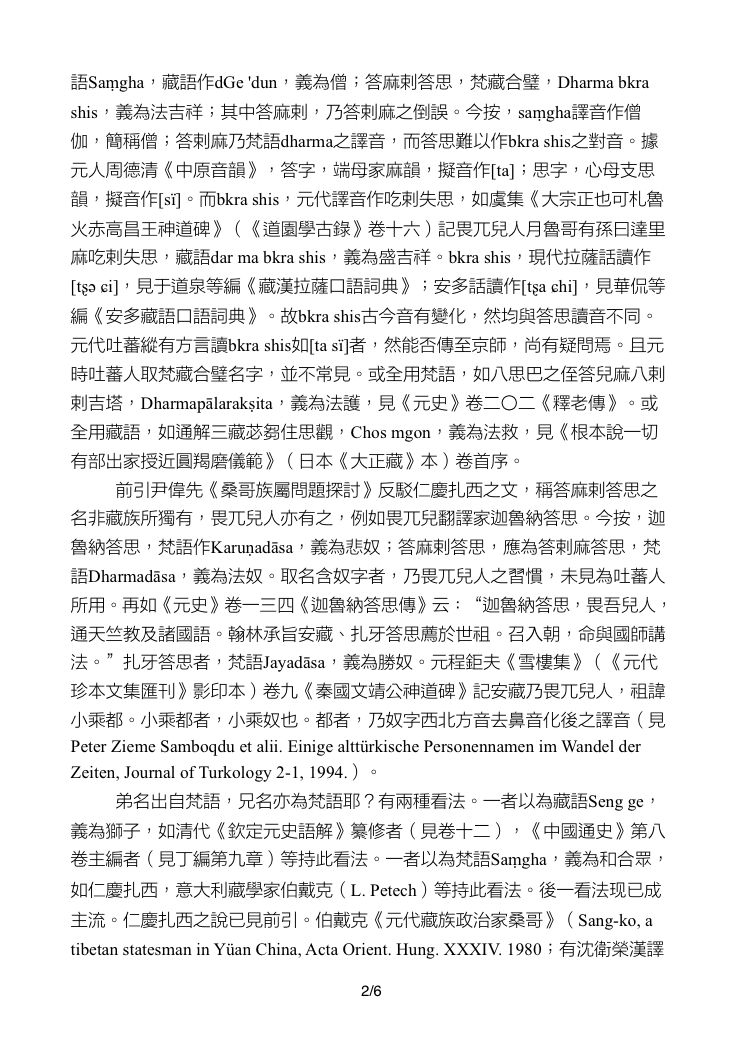 語Saṃgha，藏語作dGe 'dun，義為僧；答麻剌答思，梵藏合璧，Dharma bkra
shis，義為法吉祥；其中答麻剌，乃答剌麻之倒誤。今按，saṃgha譯音作僧
伽，簡稱僧；答剌麻乃梵語dharma之譯音，而答思難以作bkra shis之對音。據
元人周德清《中原音韻》，答字，端母家麻韻，擬音作[ta]；思字，心母支思
韻，擬音作[sï]。而bkra shis，元代譯音作吃剌失思，如虞集《大宗正也可札魯
火赤高昌王神道碑》（《道園學古錄》卷十六）記畏兀兒人月魯哥有孫曰達里
麻吃剌失思，藏語dar ma bkra shis，義為盛吉祥。bkra shis，現代拉薩話讀作
[tʂə ɕi]，見于道泉等編《藏漢拉薩口語詞典》；安多話讀作[tʂa ɕhi]，見華侃等
編《安多藏語口語詞典》。故bkra shis古今音有變化，然均與答思讀音不同。
元代吐蕃縱有方言讀bkra shis如[ta sï]者，然能否傳至京師，尚有疑問焉。且元
時吐蕃人取梵藏合璧名字，並不常見。或全用梵語，如八思巴之侄答兒麻八剌
剌吉塔，Dharmapālarakṣita，義為法護，見《元史》卷二〇二《釋老傳》。或
全用藏語，如通解三藏苾芻住思觀，Chos mgon，義為法救，見《根本說一切
有部出家授近圓羯磨儀範》（日本《大正藏》本）卷首序。
前引尹偉先《桑哥族屬問題探討》反駁仁慶扎西之文，稱答麻剌答思之
名非藏族所獨有，畏兀兒人亦有之，例如畏兀兒翻譯家迦魯納答思。今按，迦
魯納答思，梵語作Karuṇadāsa，義為悲奴；答麻剌答思，應為答剌麻答思，梵
語Dharmadāsa，義為法奴。取名含奴字者，乃畏兀兒人之習慣，未見為吐蕃人
所用。再如《元史》卷一三四《迦魯納答思傳》云：“迦魯納答思，畏吾兒人，
通天竺教及諸國語。翰林承旨安藏、扎牙答思薦於世祖。召入朝，命與國師講
法。”扎牙答思者，梵語Jayadāsa，義為勝奴。元程鉅夫《雪樓集》（《元代
珍本文集匯刊》影印本）卷九《秦國文靖公神道碑》記安藏乃畏兀兒人，祖諱
小乘都。小乘都者，小乘奴也。都者，乃奴字西北方音去鼻音化後之譯音（見
Peter Zieme Samboqdu et alii. Einige alttürkische Personennamen im Wandel der
Zeiten, Journal of Turkology 2-1, 1994.）。
弟名出自梵語，兄名亦為梵語耶？有兩種看法。一者以為藏語Seng ge，
義為獅子，如清代《欽定元史語解》纂修者（見卷十二），《中國通史》第八
卷主編者（見丁編第九章）等持此看法。一者以為梵語Saṃgha，義為和合眾，
如仁慶扎西，意大利藏學家伯戴克（L. Petech）等持此看法。後一看法现已成
主流。仁慶扎西之說已見前引。伯戴克《元代藏族政治家桑哥》（Sang-ko, a
tibetan statesman in Yüan China, Acta Orient. Hung. XXXIV. 1980；有沈衛榮漢譯
2/6